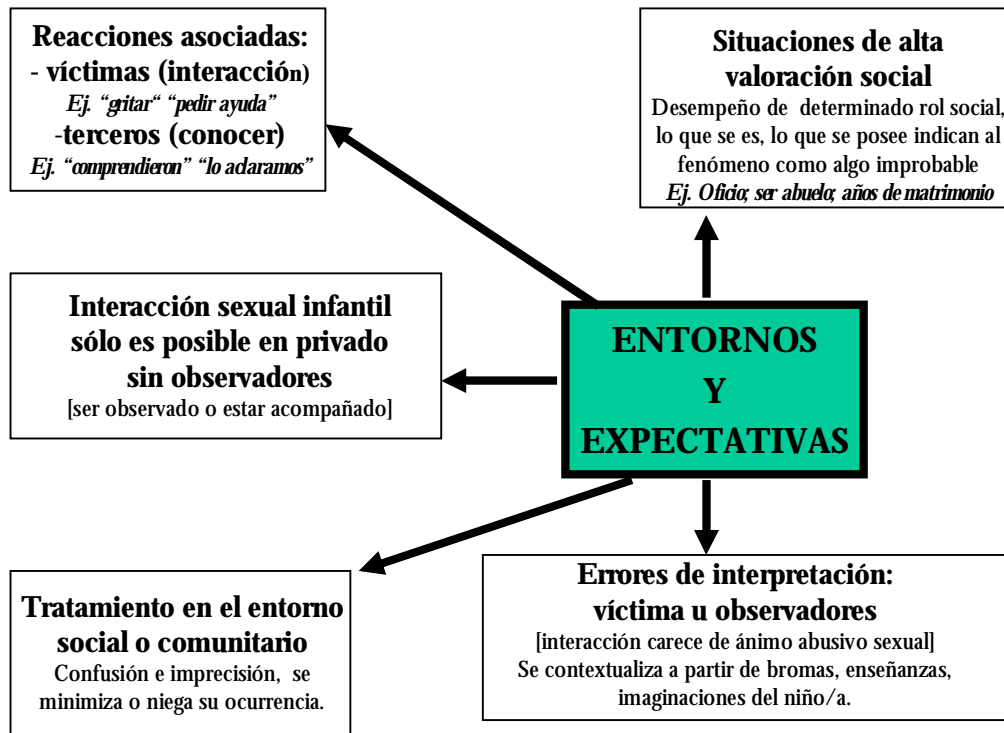 Reacciones asociadas:
- víctimas (interacción)
Ej. “gritar“ “pedir ayuda”
-terceros (conocer)
Ej. “comprendieron” “lo aclaramos”
Situaciones de alta
valoración social
Desempeño de determinado rol social,
lo que se es, lo que se posee indican al
fenómeno como algo improbable
Ej. Oficio; ser abuelo; años de matrimonio
Interacción sexual infantil
sólo es posible en privado
sin observadores
[ser observado o estar acompañado]
ENTORNOS
Y
EXPECTATIVAS
Tratamiento en el entorno
social o comunitario
Confusión e imprecisión, se
minimiza o niega su ocurrencia.
Errores de interpretación:
víctima u observadores
[interacción carece de ánimo abusivo sexual]
Se contextualiza a partir de bromas, enseñanzas,
imaginaciones del niño/a.